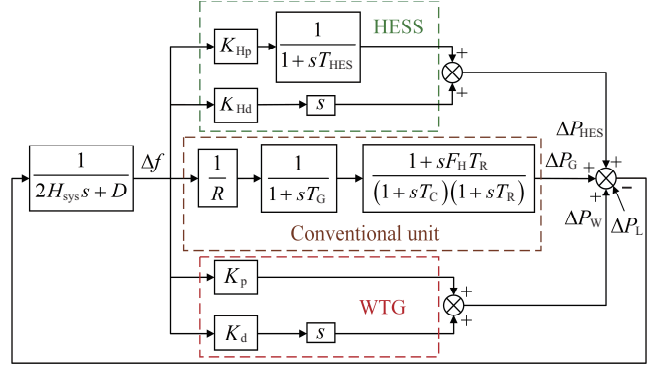 HESS
K_Hp
1
1 + sT_HES
+
+
K_Hd
s
ΔP_HES
1
2H_sys s + D
Δf
1
R
1
1 + sT_G
1 + sF_H T_R
(1 + sT_C)(1 + sT_R)
ΔP_G
+
+
−
+
ΔP_W
ΔP_L
Conventional unit
K_p
WTG
+
+
K_d
s